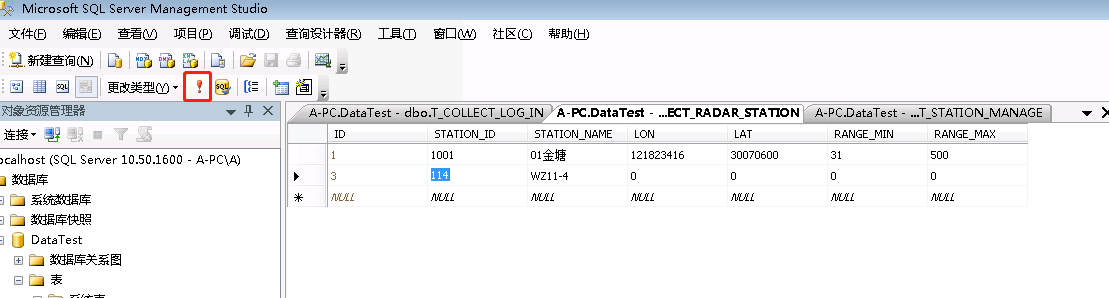 Microsoft SQL Server Management Studio
文件(F) 编辑(E) 查看(V) 项目(P) 调试(D) 查询设计器(R) 工具(T) 窗口(W) 社区(C) 帮助(H)
新建查询(N)
更改类型(Y)
对象资源管理器
连接
ocalhost (SQL Server 10.50.1600 - A-PC\A)
数据库
系统数据库
数据库快照
DataTest
数据库关系图
表
系统表
A-PC.DataTest - dbo.T_COLLECT_LOG_IN A-PC.DataTest - ...ECT_RADAR_STATION A-PC.DataTest - ...T_STATION_MANAGE
ID STATION_ID STATION_NAME LON LAT RANGE_MIN RANGE_MAX
1 1001 01金塘 121823416 30070600 31 500
3 114 WZ11-4 0 0 0 0
NULL NULL NULL NULL NULL NULL NULL